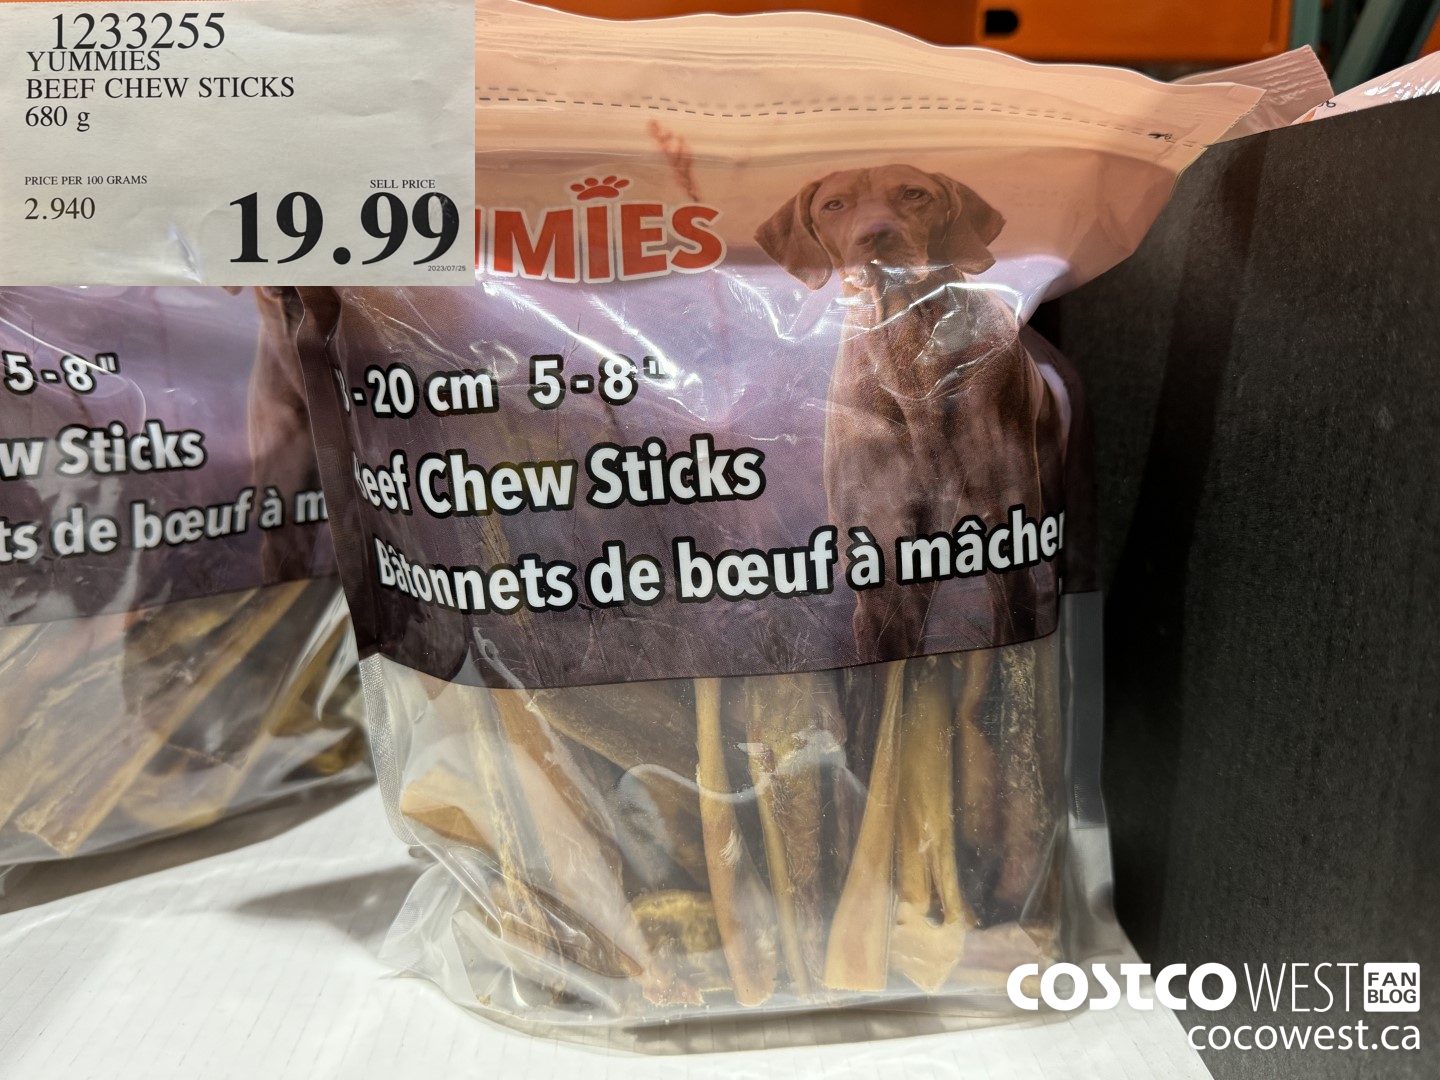 1233255
YUMMIES
BEEF CHEW STICKS
680 g
PRICE PER 100 GRAMS
SELL PRICE
2.940
19.99
2023/07/25
MIES
5-8"
-20 cm 5-8"
w Sticks
eef Chew Sticks
ts de bœuf à m
Bâtonnets de bœuf à mâcher
COSTCO WEST FAN BLOG
cocowest.ca